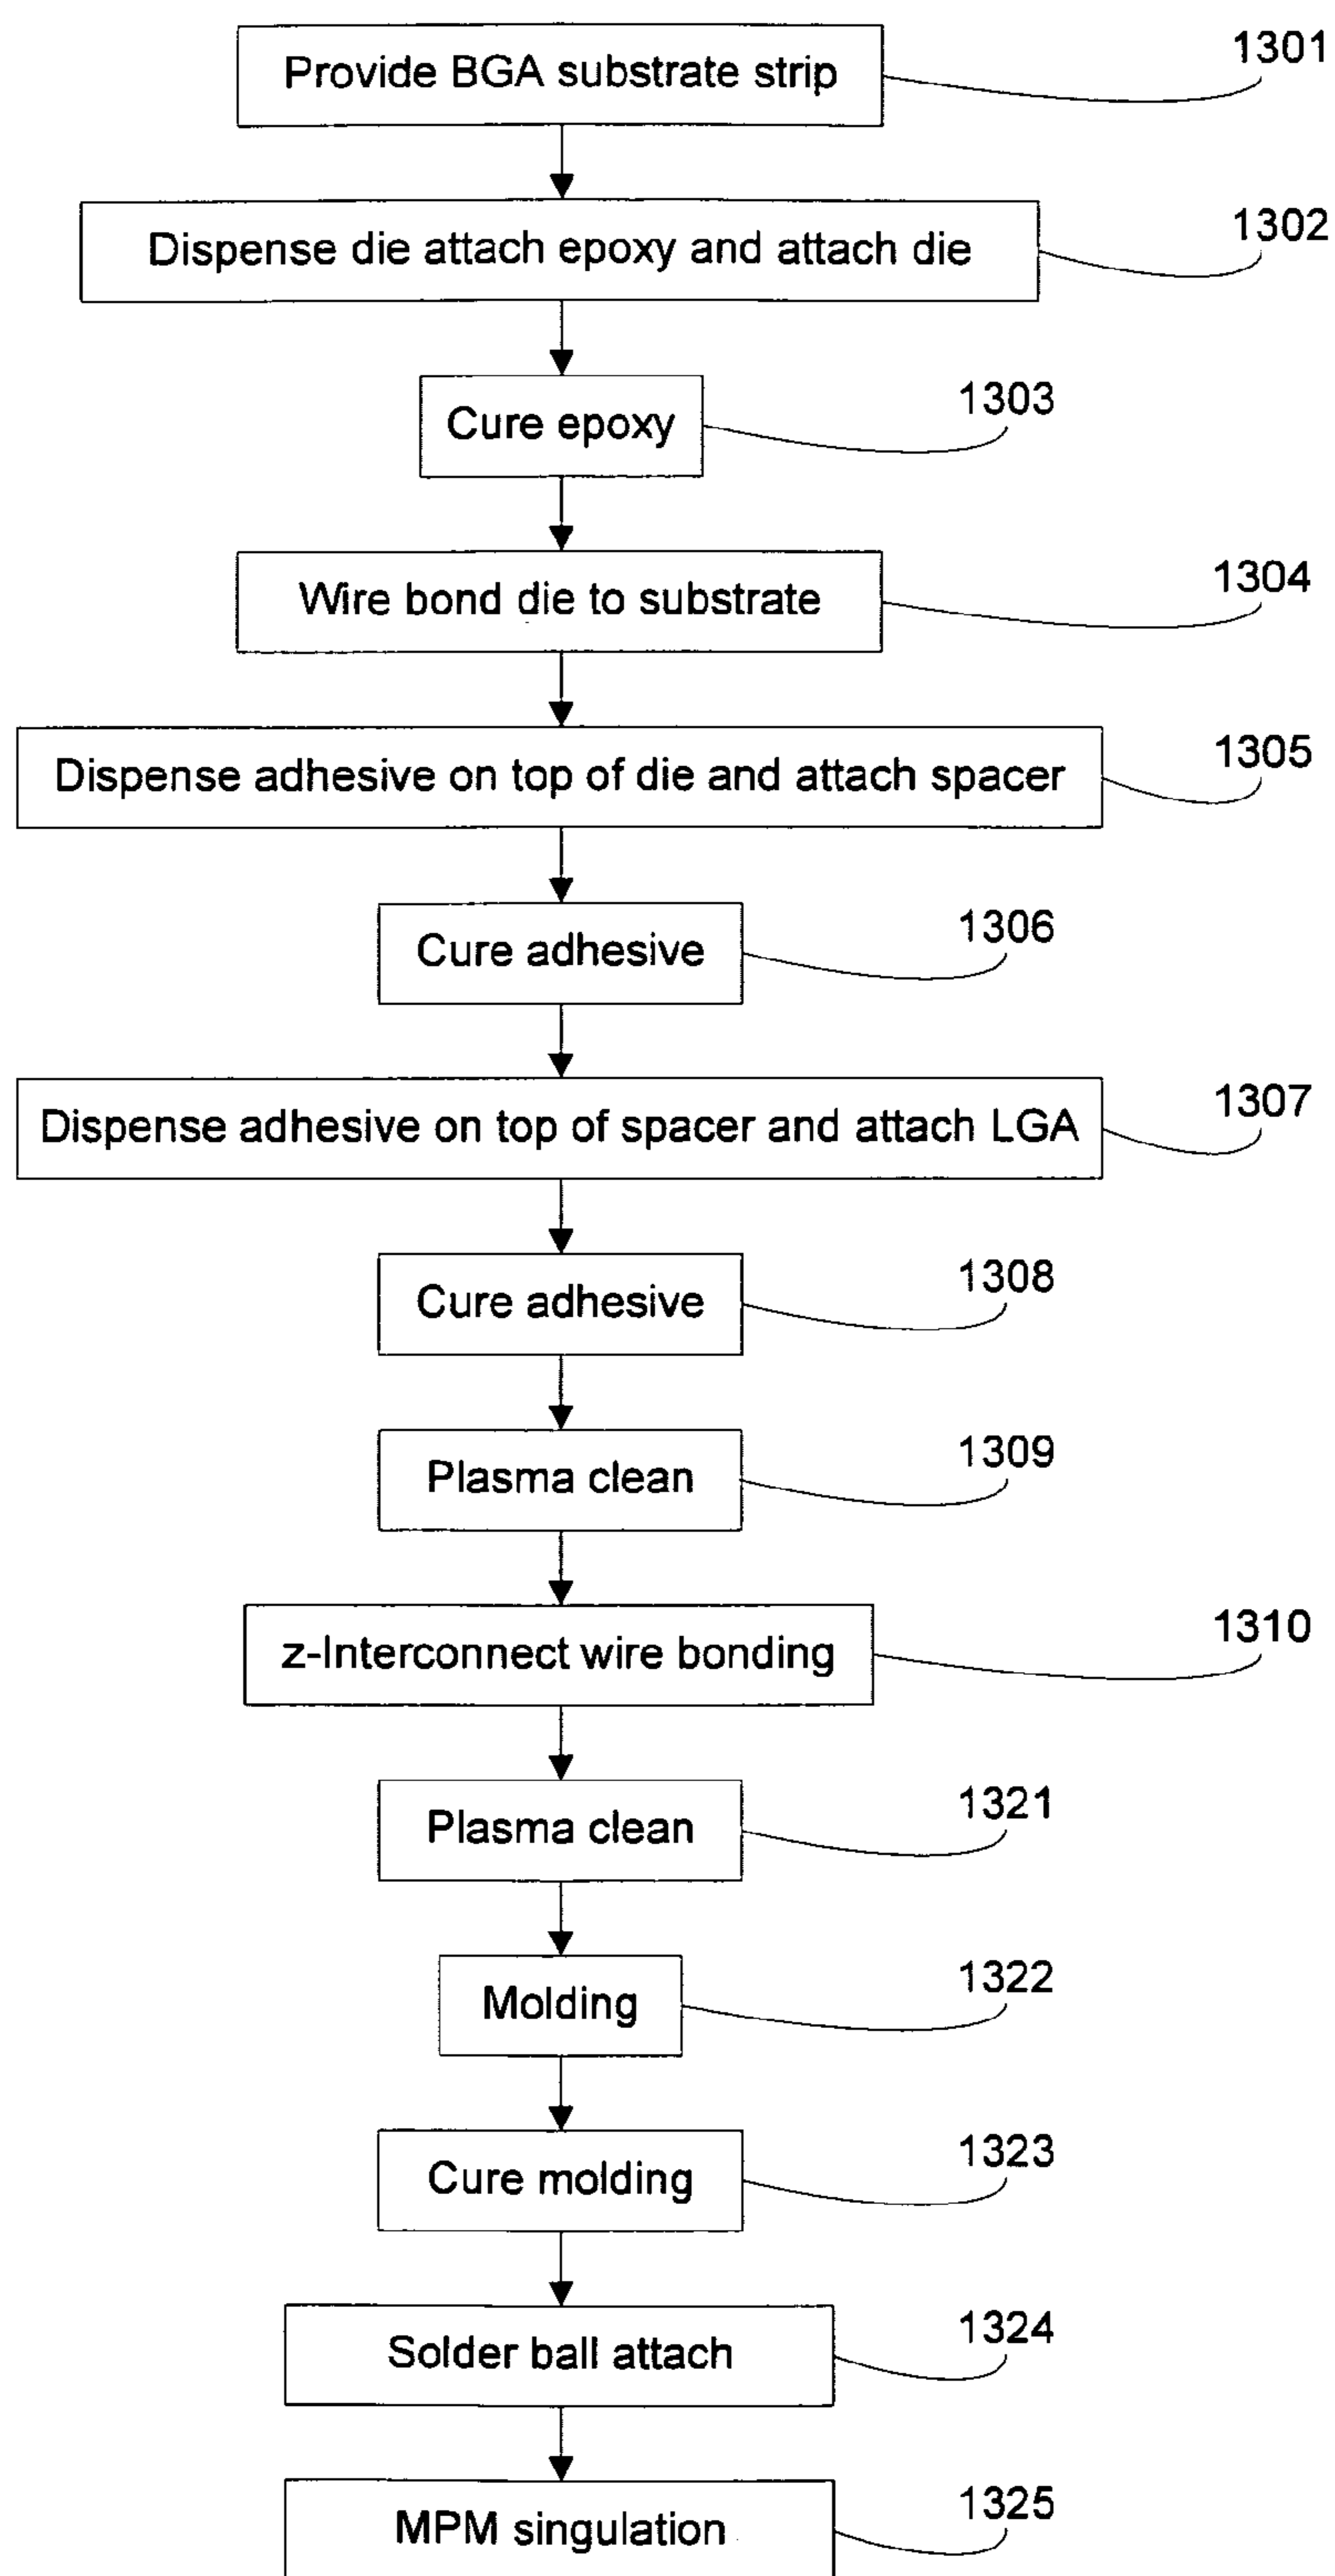 Provide BGA substrate strip 1301
Dispense die attach epoxy and attach die 1302
Cure epoxy 1303
Wire bond die to substrate 1304
Dispense adhesive on top of die and attach spacer 1305
Cure adhesive 1306
Dispense adhesive on top of spacer and attach LGA 1307
Cure adhesive 1308
Plasma clean 1309
z-Interconnect wire bonding 1310
Plasma clean 1321
Molding 1322
Cure molding 1323
Solder ball attach 1324
MPM singulation 1325